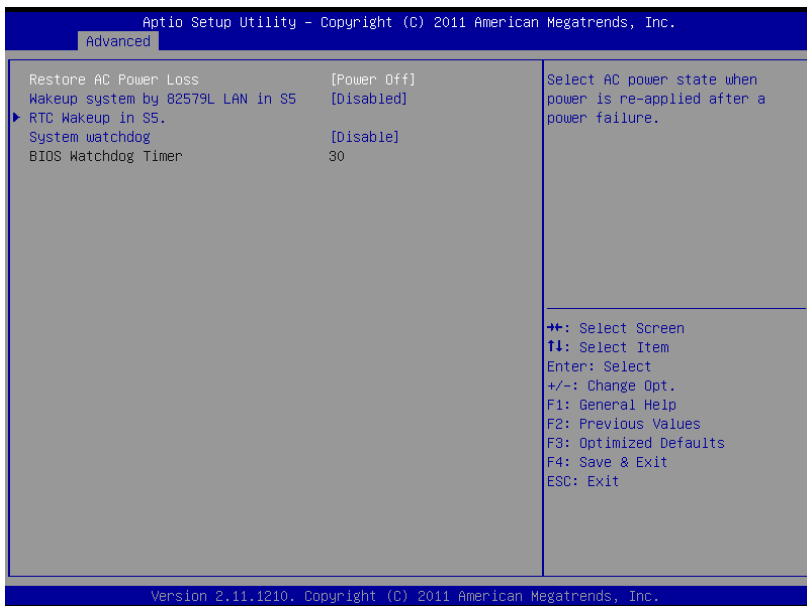 Aptio Setup Utility – Copyright (C) 2011 American Megatrends, Inc.
Advanced
Restore AC Power Loss [Power Off]
Wakeup system by 82579L LAN in S5 [Disabled]
▶ RTC Wakeup in S5.
System watchdog [Disable]
BIOS Watchdog Timer 30
Select AC power state when
power is re-applied after a
power failure.
→←: Select Screen
↑↓: Select Item
Enter: Select
+/-: Change Opt.
F1: General Help
F2: Previous Values
F3: Optimized Defaults
F4: Save & Exit
ESC: Exit
Version 2.11.1210. Copyright (C) 2011 American Megatrends, Inc.